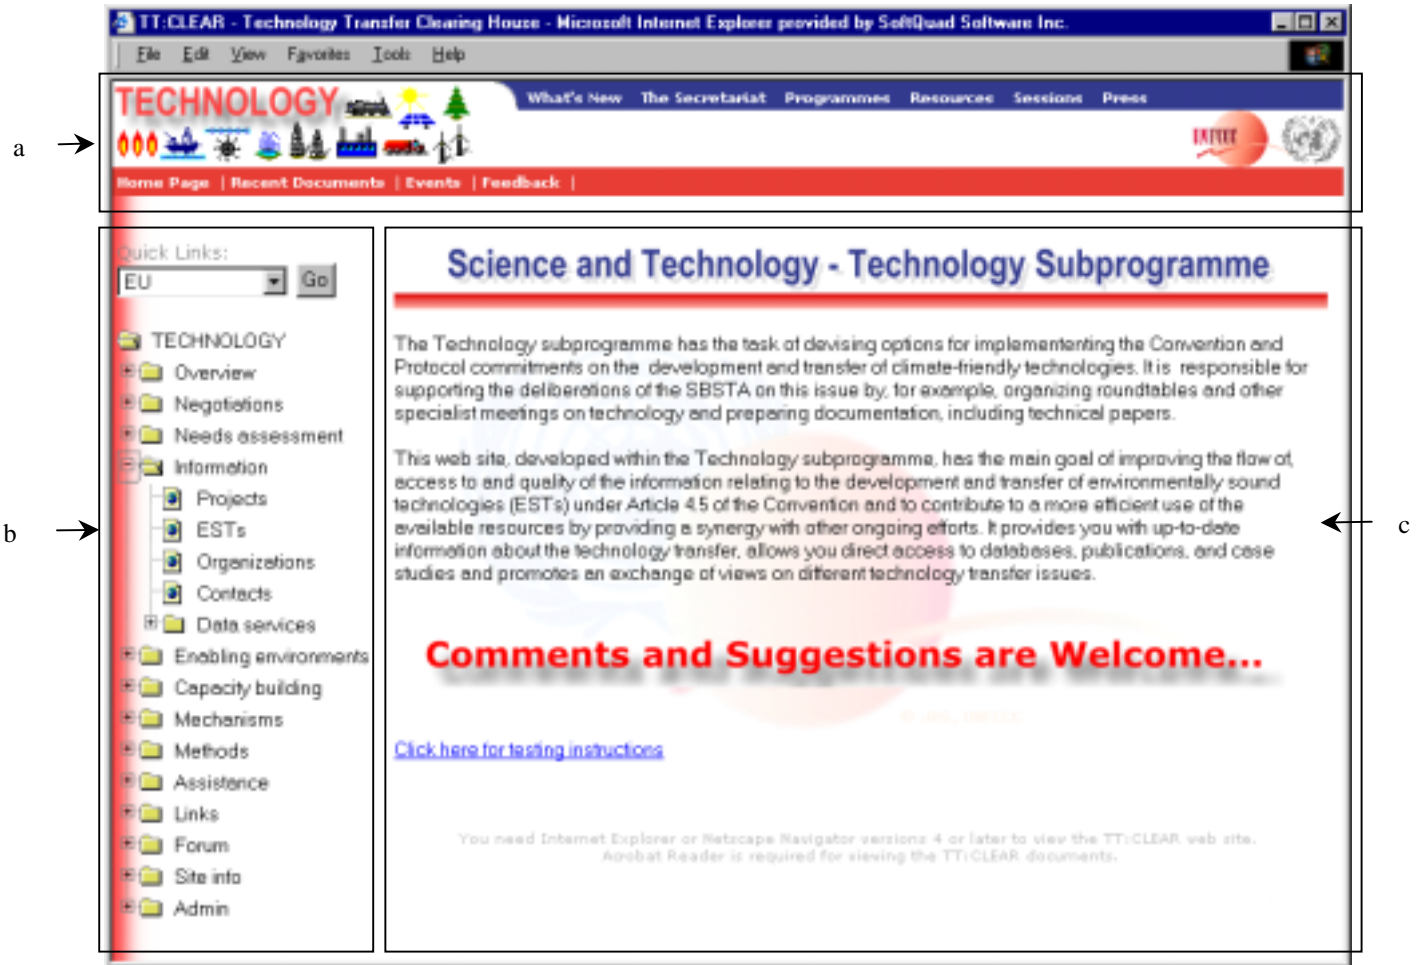 TT:CLEAR - Technology Transfer Clearing House - Microsoft Internet Explorer provided by SoftQuad Software Inc.
File Edit View Favorites Tools Help
TECHNOLOGY
What's New The Secretariat Programmes Resources Sessions Press
a
Home Page | Recent Documents | Events | Feedback |
Quick Links:
EU Go
TECHNOLOGY
Overview
Negotiations
Needs assessment
Information
Projects
ESTs
b
Organizations
Contacts
Data services
Enabling environments
Capacity building
Mechanisms
Methods
Assistance
Links
Forum
Site info
Admin
Science and Technology - Technology Subprogramme
The Technology subprogramme has the task of devising options for implemententing the Convention and
Protocol commitments on the development and transfer of climate-friendly technologies. It is responsible for
supporting the deliberations of the SBSTA on this issue by, for example, organizing roundtables and other
specialist meetings on technology and preparing documentation, including technical papers.
This web site, developed within the Technology subprogramme, has the main goal of improving the flow of,
access to and quality of the information relating to the development and transfer of environmentally sound
technologies (ESTs) under Article 4.5 of the Convention and to contribute to a more efficient use of the
available resources by providing a synergy with other ongoing efforts. It provides you with up-to-date
information about the technology transfer, allows you direct access to databases, publications, and case
studies and promotes an exchange of views on different technology transfer issues.
c
Comments and Suggestions are Welcome...
Click here for testing instructions
You need Internet Explorer or Netscape Navigator versions 4 or later to view the TT:CLEAR web site.
Acrobat Reader is required for viewing the TT:CLEAR documents.